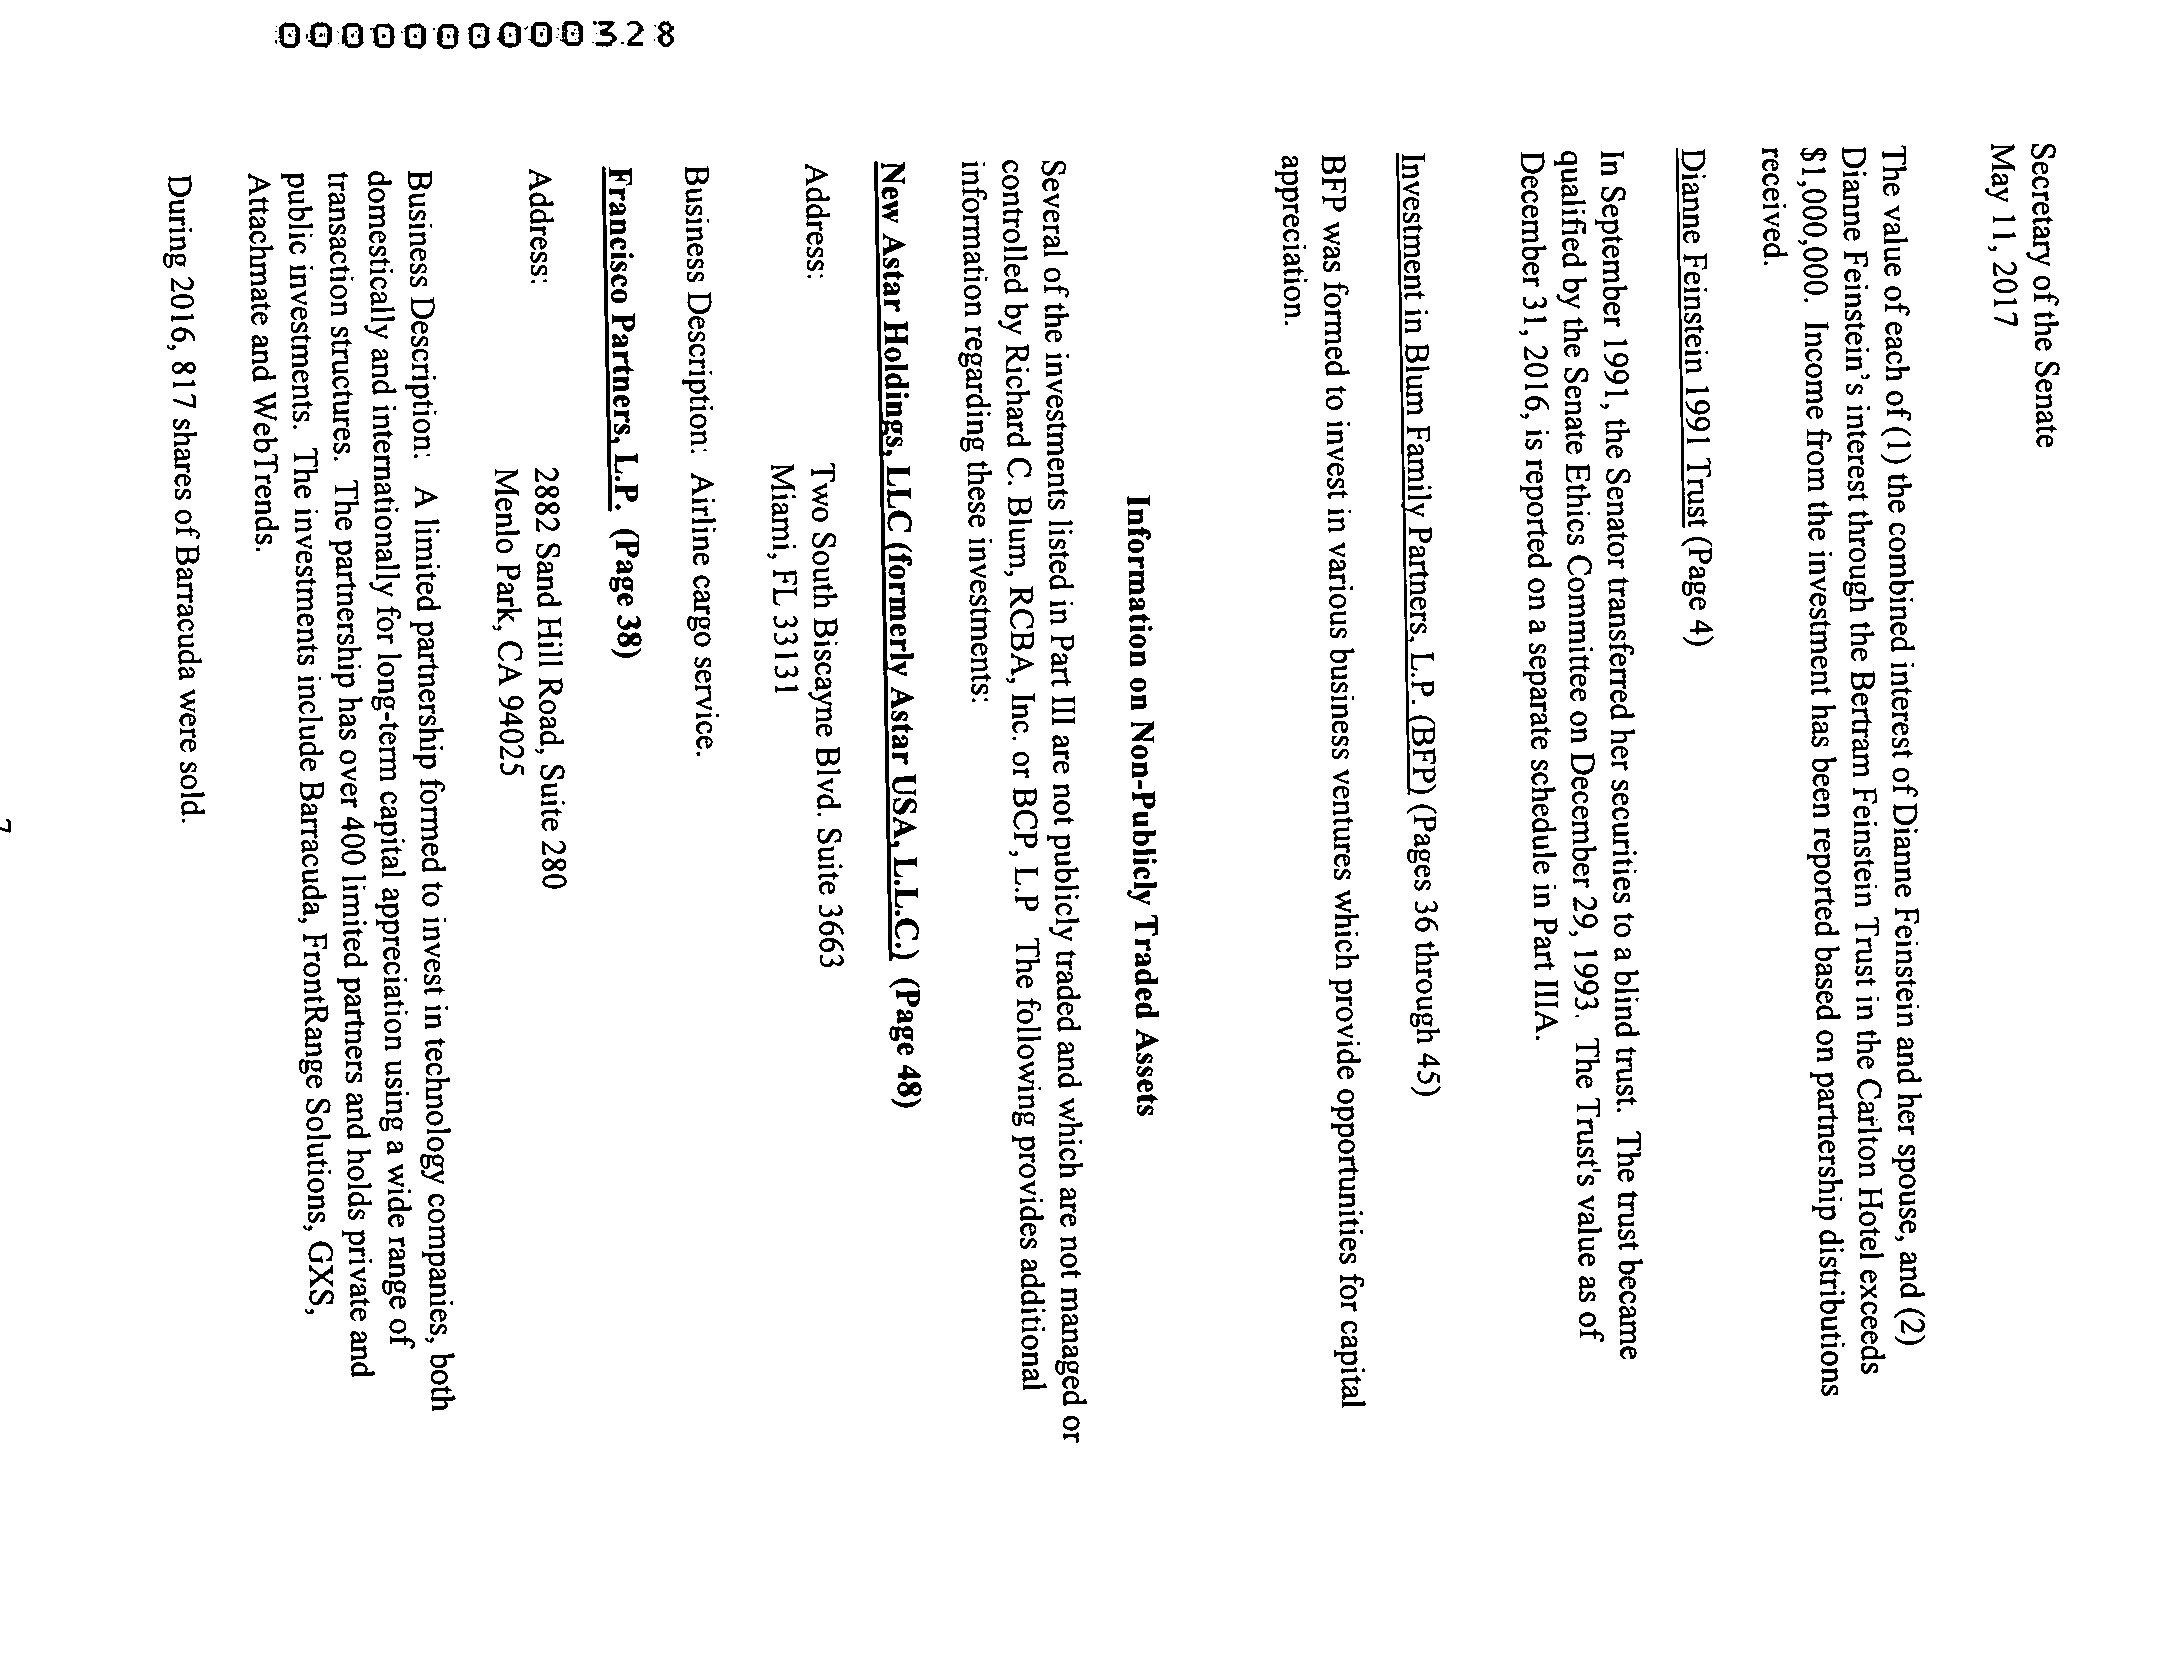 Secretary of the Senate
May 11, 2017
The value of each of (1) the combined interest of Dianne Feinstein and her spouse, and (2)
Dianne Feinstein's interest through the Bertram Feinstein Trust in the Carlton Hotel exceeds
$1,000,000. Income from the investment has been reported based on partnership distributions
received.
Dianne Feinstein 1991 Trust (Page 4)
In September 1991, the Senator transferred her securities to a blind trust. The trust became
qualified by the Senate Ethics Committee on December 29, 1993. The Trust's value as of
December 31, 2016, is reported on a separate schedule in Part IIIA.
Investment in Blum Family Partners, L.P. (BFP) (Pages 36 through 45)
BFP was formed to invest in various business ventures which provide opportunities for capital
appreciation.
Information on Non-Publicly Traded Assets
Several of the investments listed in Part III are not publicly traded and which are not managed or
controlled by Richard C. Blum, RCBA, Inc. or BCP, L.P The following provides additional
information regarding these investments:
New Astar Holdings, LLC (formerly Astar USA, L.L.C.) (Page 48)
Address: Two South Biscayne Blvd. Suite 3663
Miami, FL 33131
Business Description: Airline cargo service.
Francisco Partners, L.P. (Page 38)
Address: 2882 Sand Hill Road, Suite 280
Menlo Park, CA 94025
Business Description: A limited partnership formed to invest in technology companies, both
domestically and internationally for long-term capital appreciation using a wide range of
transaction structures. The partnership has over 400 limited partners and holds private and
public investments. The investments include Barracuda, FrontRange Solutions, GXS,
Attachmate and WebTrends.
During 2016, 817 shares of Barracuda were sold.
7
0000000000328